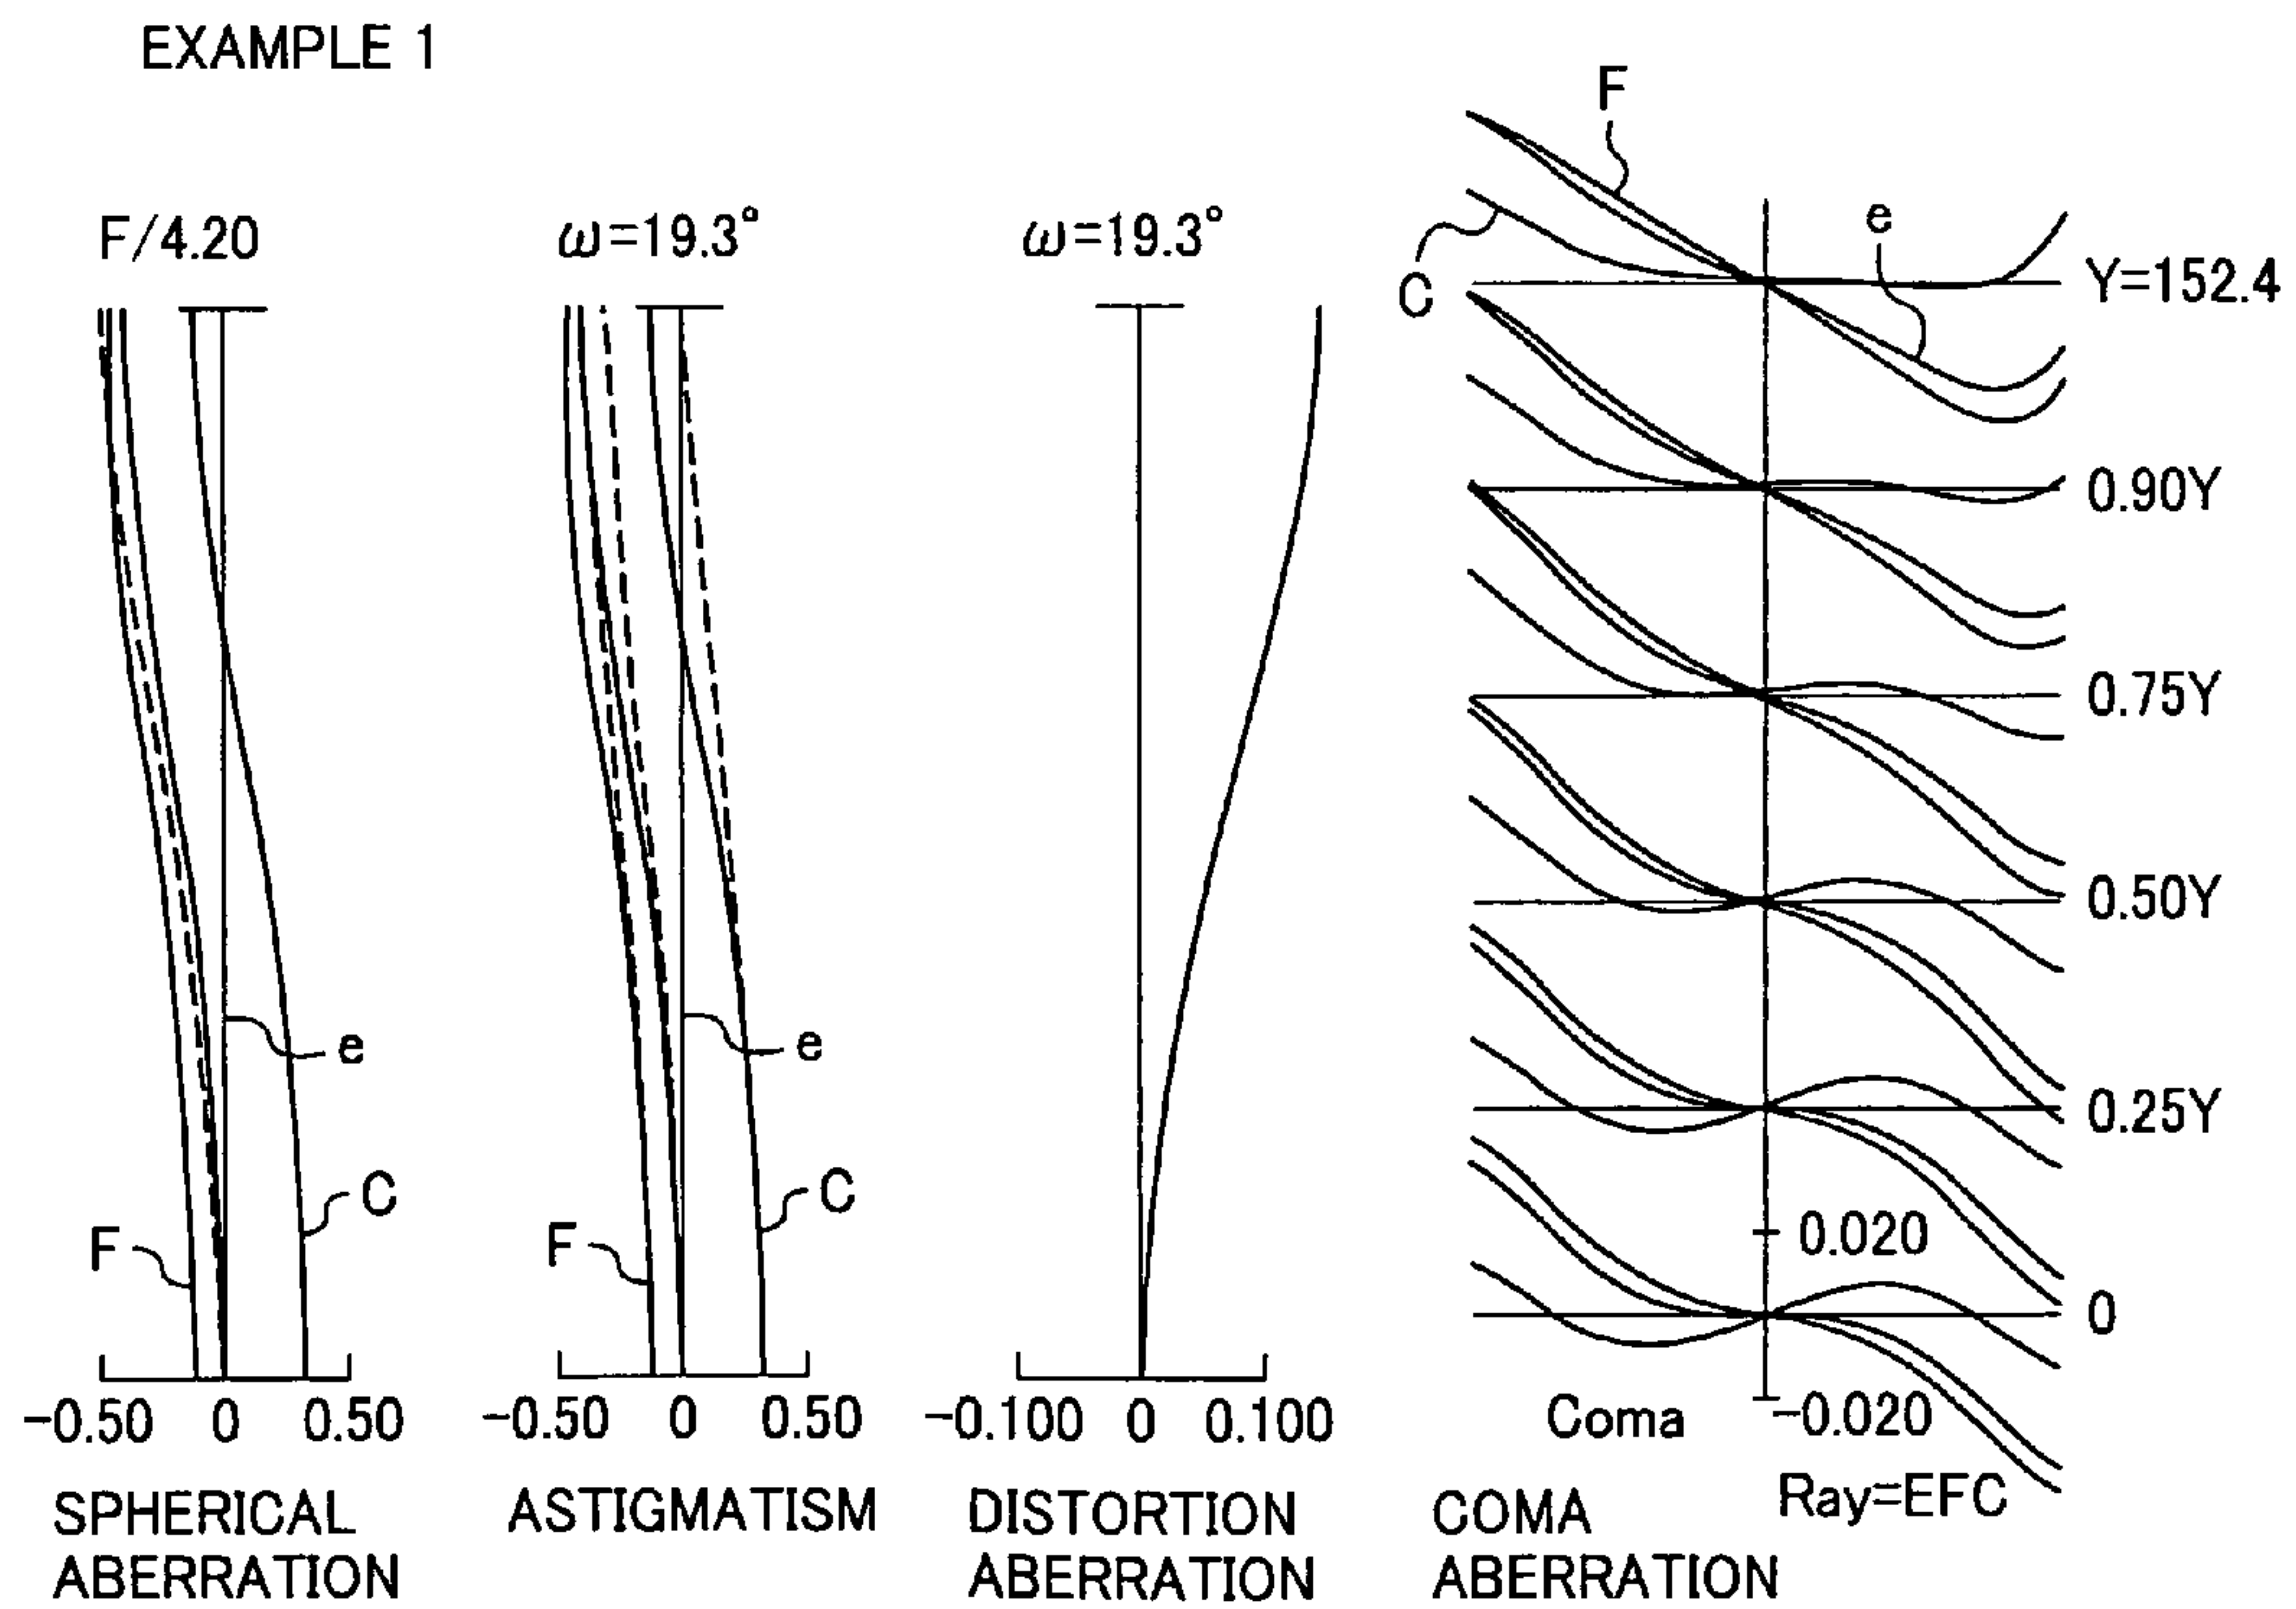 EXAMPLE 1
F/4.20
e
C
F
-0.50 0 0.50
SPHERICAL
ABERRATION
ω=19.3°
e
C
F
-0.50 0 0.50
ASTIGMATISM
ω=19.3°
-0.100 0 0.100
DISTORTION
ABERRATION
F
e
C
Y=152.4
0.90Y
0.75Y
0.50Y
0.25Y
0.020
0
Coma
-0.020
Ray=EFC
COMA
ABERRATION